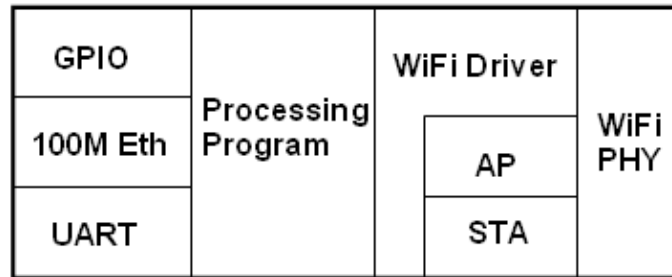 GPIO
100M Eth
UART
Processing
Program
WiFi Driver
AP
STA
WiFi
PHY